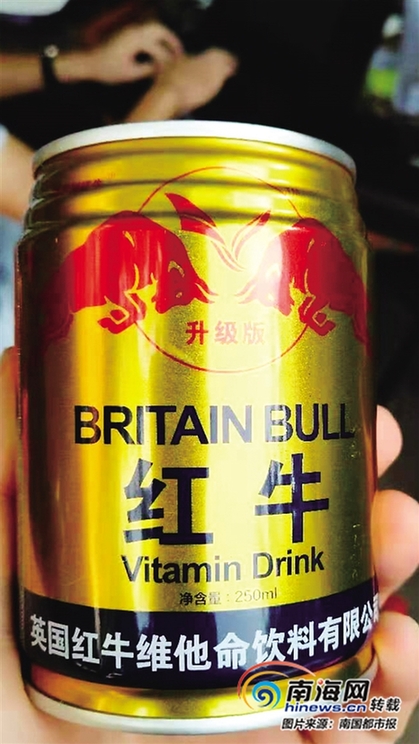 升级版
BRITAIN BULL
红牛
Vitamin Drink
净含量:250ml
英国红牛维他命饮料有限公司
南海网
hinews.cn 转载
图片来源:南国都市报